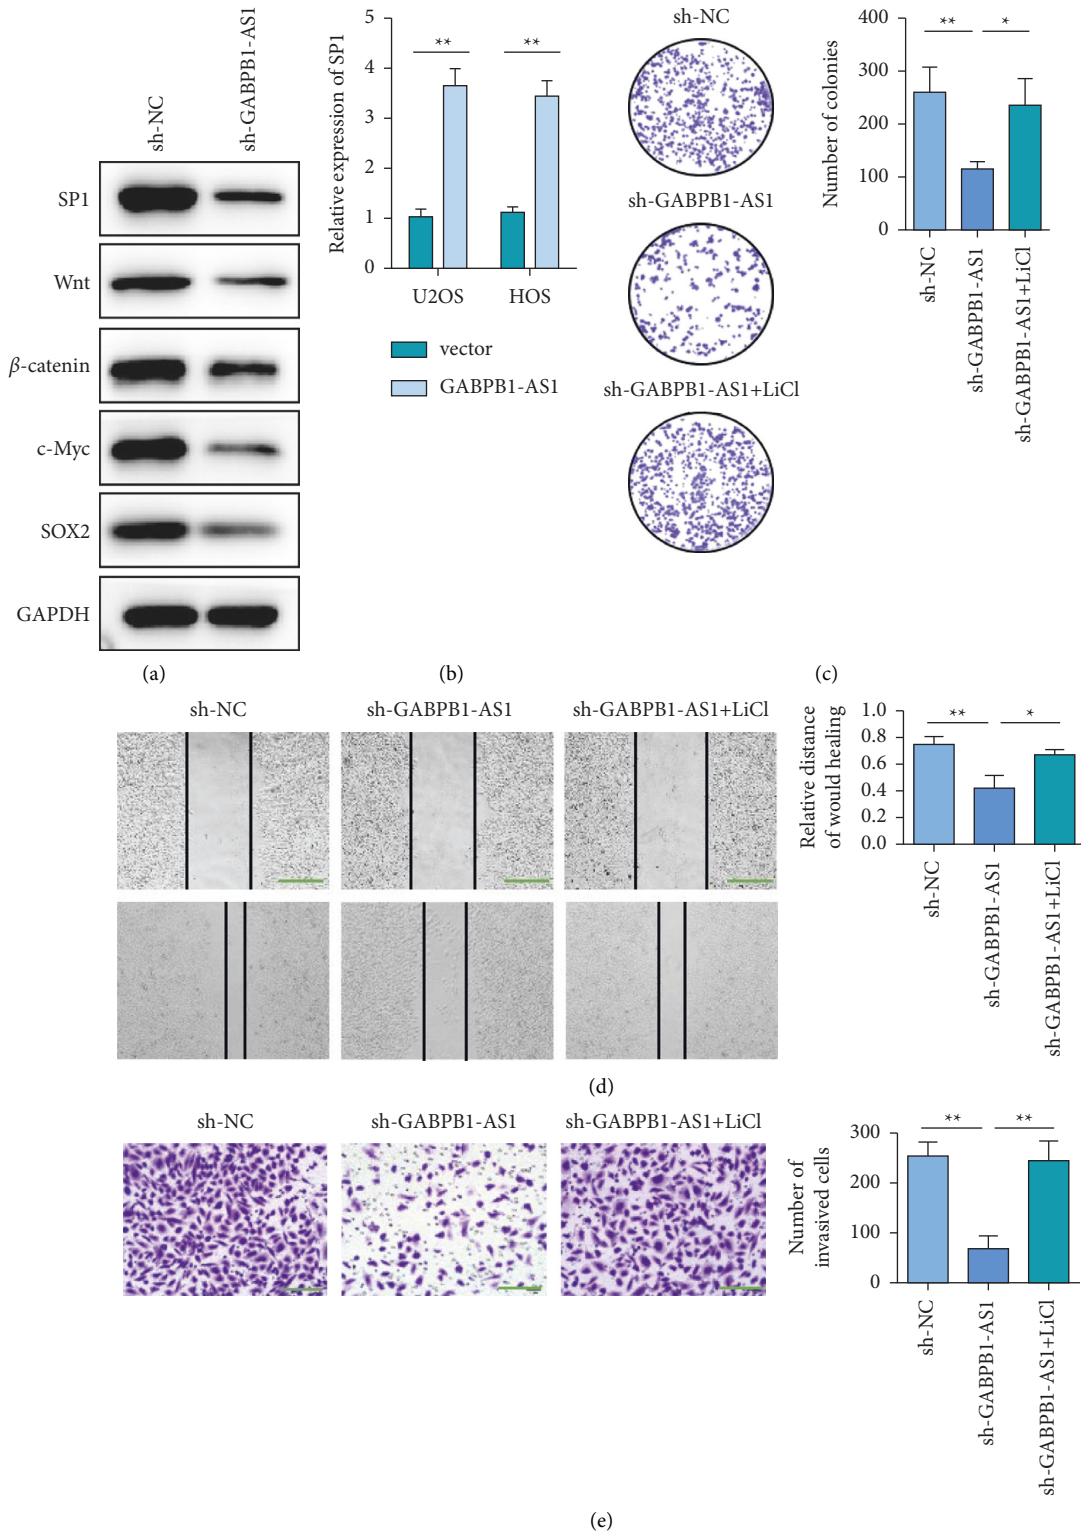 sh-NC
sh-GABPB1-AS1
SP1
Wnt
β-catenin
c-Myc
SOX2
GAPDH
(a)
Relative expression of SP1
5
4
3
2
1
0
**
**
U2OS
HOS
vector
GABPB1-AS1
(b)
sh-NC
sh-GABPB1-AS1
sh-GABPB1-AS1+LiCl
Number of colonies
400
300
200
100
0
**
*
sh-NC
sh-GABPB1-AS1
sh-GABPB1-AS1+LiCl
(c)
sh-NC
sh-GABPB1-AS1
sh-GABPB1-AS1+LiCl
Relative distance
of would healing
1.0
0.8
0.6
0.4
0.2
0.0
**
*
sh-NC
sh-GABPB1-AS1
sh-GABPB1-AS1+LiCl
(d)
sh-NC
sh-GABPB1-AS1
sh-GABPB1-AS1+LiCl
Number of
invasived cells
300
200
100
0
**
**
sh-NC
sh-GABPB1-AS1
sh-GABPB1-AS1+LiCl
(e)